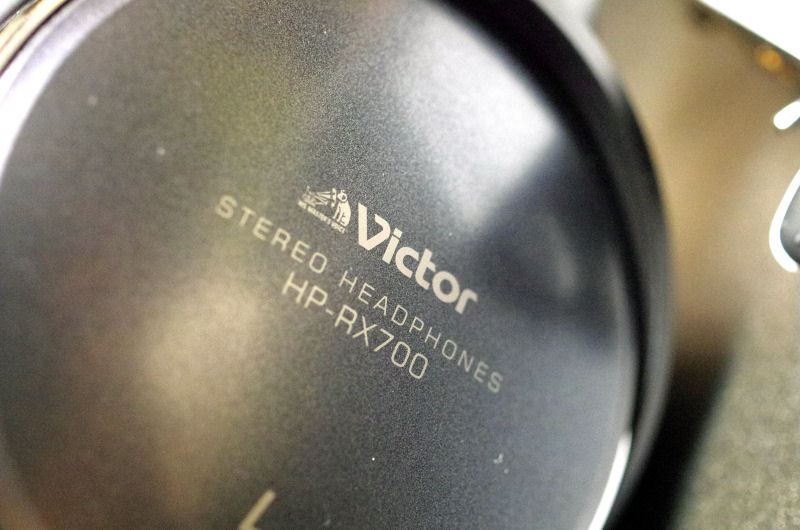 Victor
STEREO HEADPHONES
HP-RX700
L